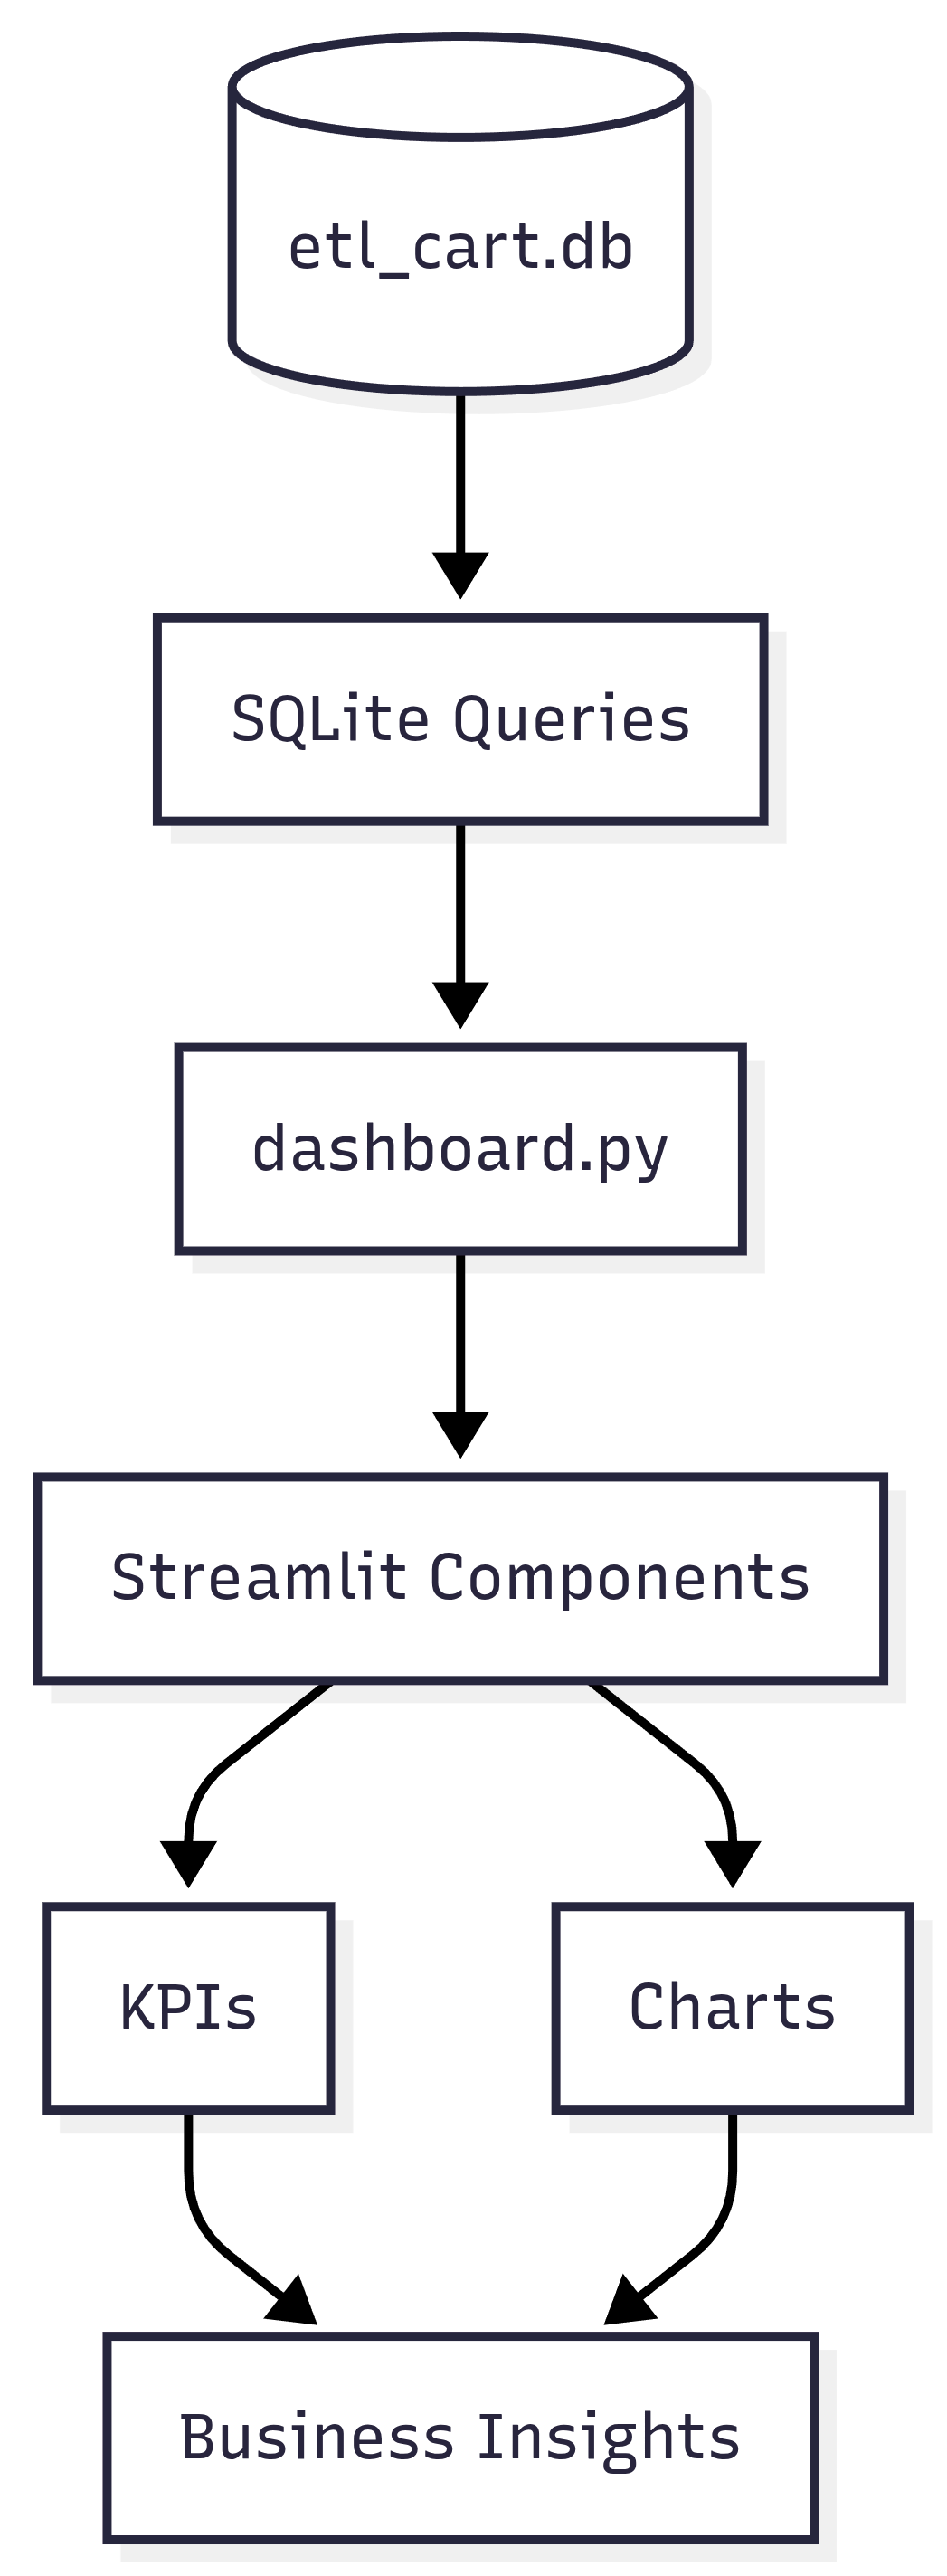 etl_cart.db
SQLite Queries
dashboard.py
Streamlit Components
KPIs
Charts
Business Insights